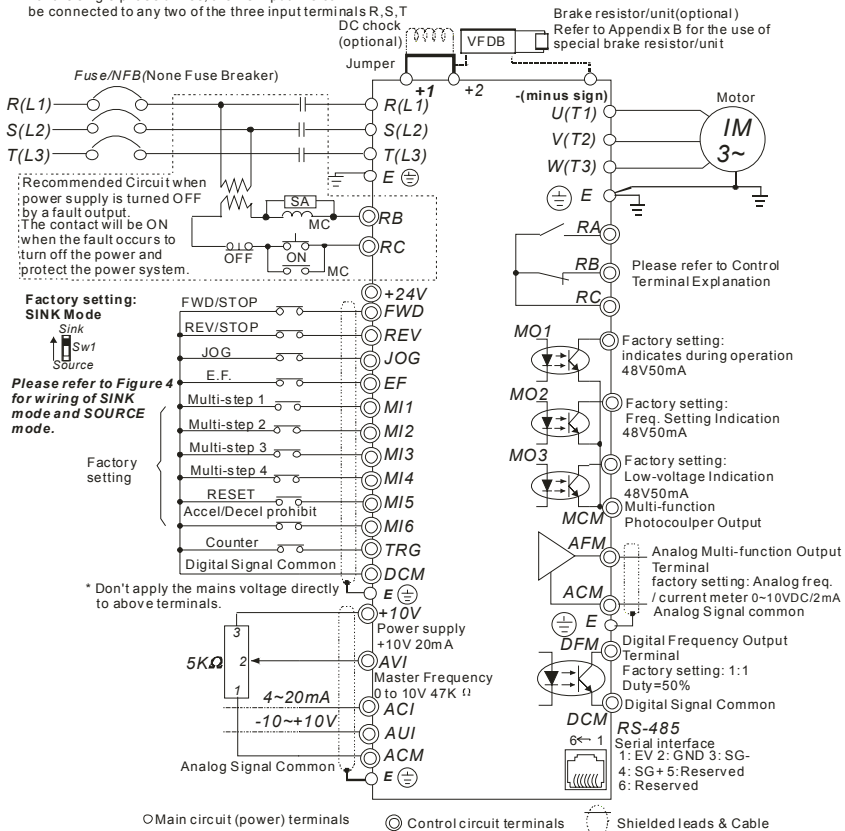 be connected to any two of the three input terminals R,S,T
DC chock
(optional)
VFDB
Brake resistor/unit(optional)
Refer to Appendix B for the use of
special brake resistor/unit
Jumper
+1
+2
-(minus sign)
Fuse/NFB(None Fuse Breaker)
R(L1)
S(L2)
T(L3)
R(L1)
S(L2)
T(L3)
E
U(T1)
V(T2)
W(T3)
E
Motor
IM
3~
Recommended Circuit when
power supply is turned OFF
by a fault output.
The contact will be ON
when the fault occurs to
turn off the power and
protect the power system.
SA
MC
OFF
ON
MC
RB
RC
RA
RB
RC
Please refer to Control
Terminal Explanation
Factory setting:
SINK Mode
Sink
Sw1
Source
Please refer to Figure 4
for wiring of SINK
mode and SOURCE
mode.
Factory
setting
+24V
FWD/STOP
FWD
REV/STOP
REV
JOG
JOG
E.F.
EF
Multi-step 1
MI1
Multi-step 2
MI2
Multi-step 3
MI3
Multi-step 4
MI4
RESET
MI5
Accel/Decel prohibit
MI6
Counter
TRG
Digital Signal Common
DCM
* Don't apply the mains voltage directly
to above terminals.
E
MO1
Factory setting:
indicates during operation
48V50mA
MO2
Factory setting:
Freq. Setting Indication
48V50mA
MO3
Factory setting:
Low-voltage Indication
48V50mA
MCM
Multi-function
Photocoulper Output
AFM
Analog Multi-function Output
Terminal
factory setting: Analog freq.
/ current meter 0~10VDC/2mA
ACM
Analog Signal common
E
DFM
Digital Frequency Output
Terminal
Factory setting: 1:1
Duty=50%
DCM
Digital Signal Common
+10V
Power supply
+10V 20mA
3
5KΩ
2
1
AVI
Master Frequency
0 to 10V 47K Ω
4~20mA
ACI
-10~+10V
AUI
ACM
Analog Signal Common
E
RS-485
6← 1
Serial interface
1: EV 2: GND 3: SG-
4: SG+ 5:Reserved
6: Reserved
Main circuit (power) terminals
Control circuit terminals
Shielded leads & Cable